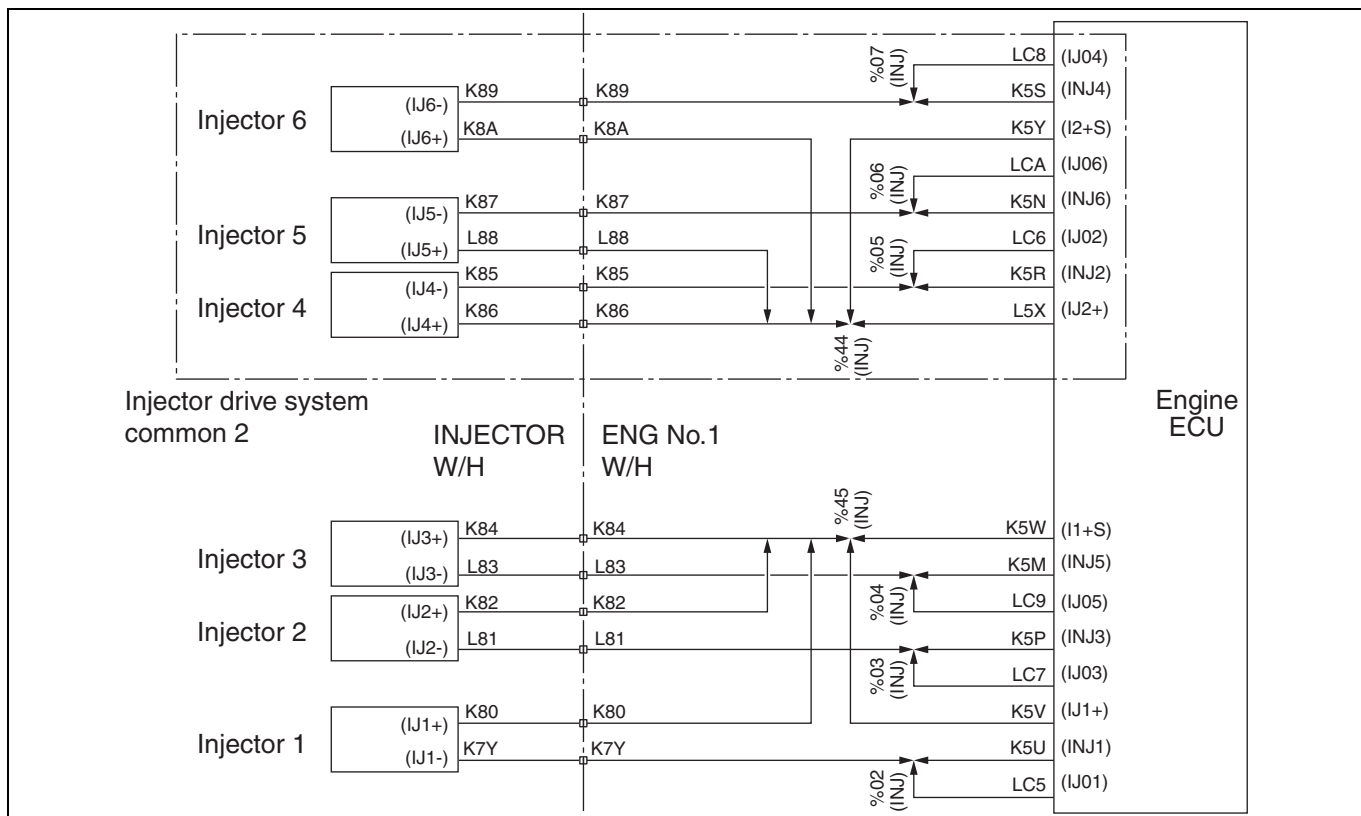 LC8 (IJ04)
%07 (INJ)
K89 K89 K5S (INJ4)
Injector 6 (IJ6-)
(IJ6+) K8A K8A K5Y (I2+S)
LCA (IJ06)
%06 (INJ)
K87 K87 K5N (INJ6)
(IJ5-)
Injector 5 L88 L88 LC6 (IJ02)
(IJ5+)
%05 (INJ)
K85 K85 K5R (INJ2)
(IJ4-)
Injector 4 K86 K86 L5X (IJ2+)
(IJ4+)
%44 (INJ)
Injector drive system
common 2
Engine
ECU
INJECTOR
W/H
ENG No.1
W/H
%45 (INJ)
K84 K84 K5W (I1+S)
(IJ3+)
Injector 3 L83 L83 K5M (INJ5)
(IJ3-)
%04 (INJ)
K82 K82 LC9 (IJ05)
(IJ2+)
Injector 2 L81 L81 K5P (INJ3)
(IJ2-)
%03 (INJ)
LC7 (IJ03)
K80 K80 K5V (IJ1+)
(IJ1+)
Injector 1 K7Y K7Y K5U (INJ1)
(IJ1-)
%02 (INJ)
LC5 (IJ01)